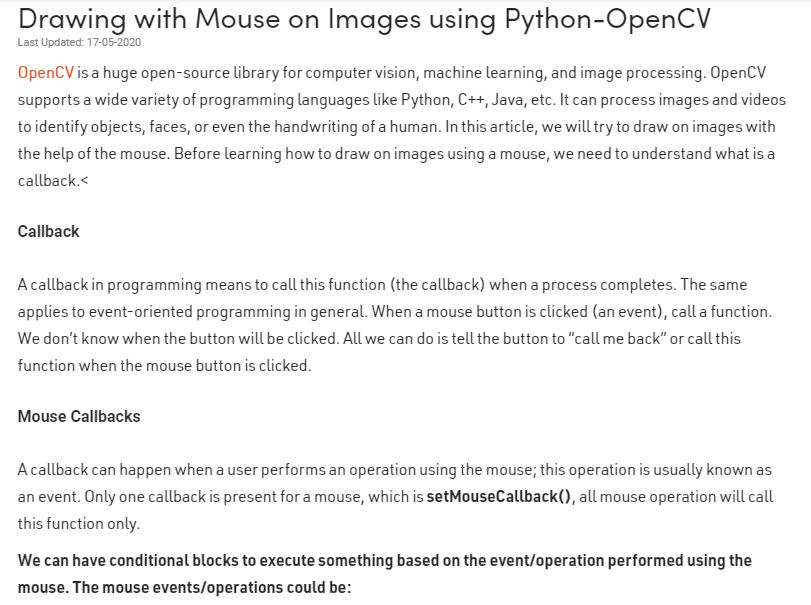 Drawing with Mouse on Images using Python-OpenCV
Last Updated: 17-05-2020
OpenCV is a huge open-source library for computer vision, machine learning, and image processing. OpenCV
supports a wide variety of programming languages like Python, C++, Java, etc. It can process images and videos
to identify objects, faces, or even the handwriting of a human. In this article, we will try to draw on images with
the help of the mouse. Before learning how to draw on images using a mouse, we need to understand what is a
callback.<
Callback
A callback in programming means to call this function (the callback) when a process completes. The same
applies to event-oriented programming in general. When a mouse button is clicked (an event), call a function.
We don't know when the button will be clicked. All we can do is tell the button to “call me back” or call this
function when the mouse button is clicked.
Mouse Callbacks
A callback can happen when a user performs an operation using the mouse; this operation is usually known as
an event. Only one callback is present for a mouse, which is setMouseCallback(), all mouse operation will call
this function only.
We can have conditional blocks to execute something based on the event/operation performed using the
mouse. The mouse events/operations could be: